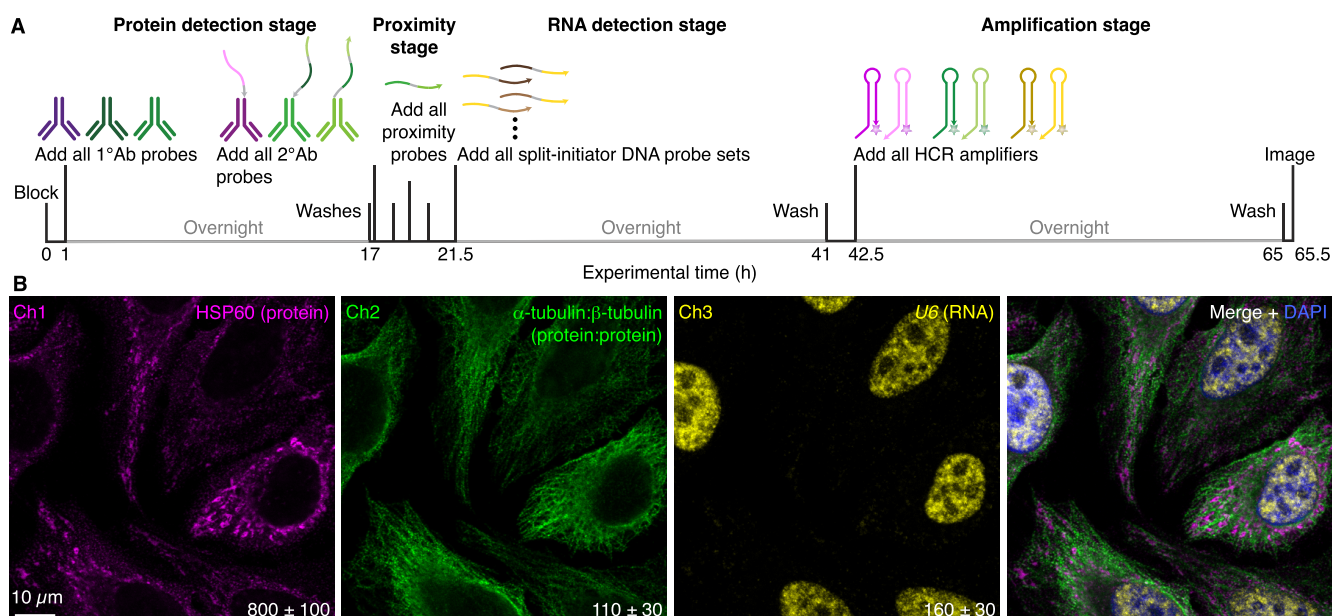 A
Protein detection stage
Proximity
stage
RNA detection stage
Amplification stage
Add all 1°Ab probes
Add all 2°Ab
probes
Add all
proximity
probes
Add all split-initiator DNA probe sets
Add all HCR amplifiers
Image
Block
Washes
Wash
Wash
Overnight
Overnight
Overnight
0 1 17 21.5 41 42.5 65 65.5
Experimental time (h)
B
Ch1 HSP60 (protein)
10 μm
800 ± 100
Ch2 α-tubulin:β-tubulin
(protein:protein)
110 ± 30
Ch3 U6 (RNA)
160 ± 30
Merge + DAPI